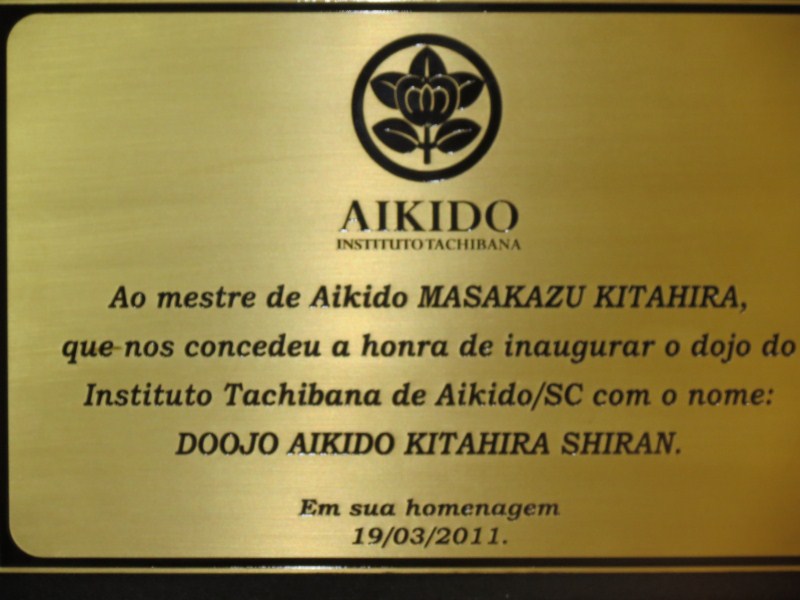 AIKIDO
INSTITUTO TACHIBANA
Ao mestre de Aikido MASAKAZU KITAHIRA,
que nos concedeu a honra de inaugurar o dojo do
Instituto Tachibana de Aikido/SC com o nome:
DOOJO AIKIDO KITAHIRA SHIRAN.
Em sua homenagem
19/03/2011.